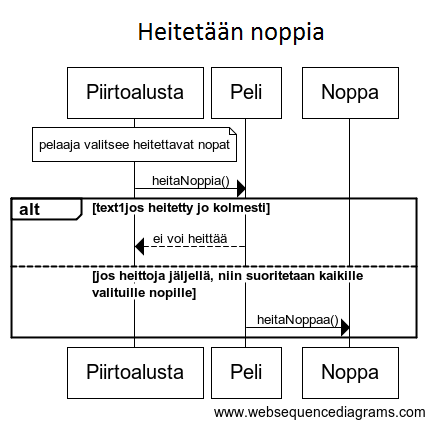 Heitetään noppia
Piirtoalusta Peli Noppa
pelaaja valitsee heitettavat nopat
heitaNoppia()
alt [text1jos heitetty jo kolmesti]
ei voi heittää
[jos heittoja jäljellä, niin suoritetaan kaikille
valituille nopille]
heitaNoppaa()
Piirtoalusta Peli Noppa
www.websequencediagrams.com